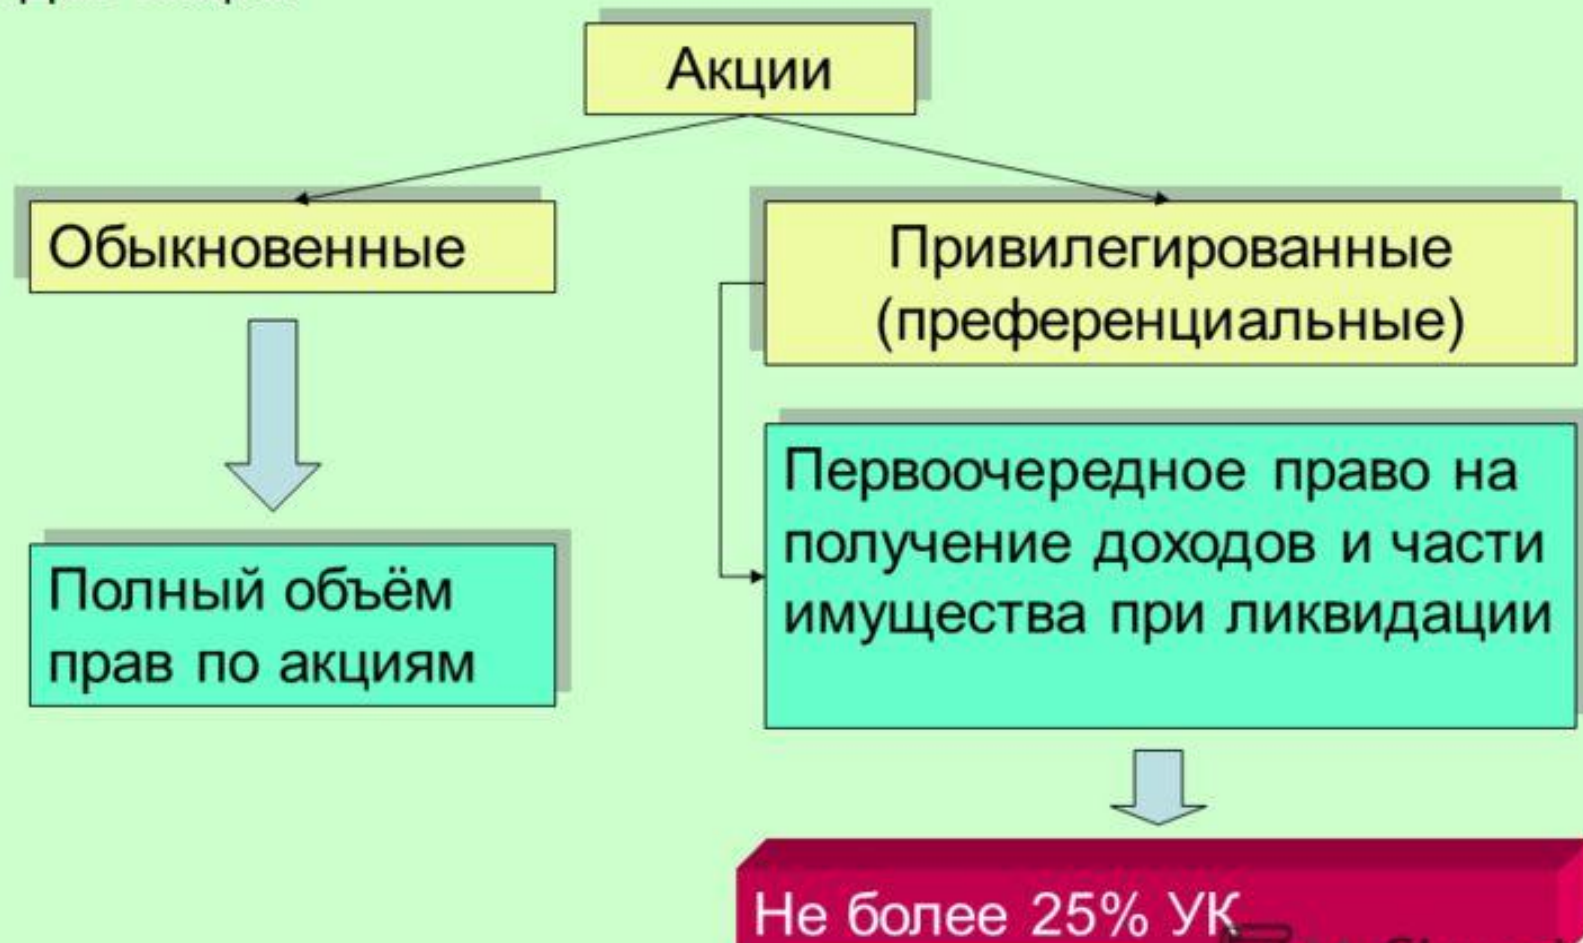 Акции
Обыкновенные
Привилегированные
(преференциальные)
Полный объём
прав по акциям
Первоочередное право на
получение доходов и части
имущества при ликвидации
Не более 25% УК